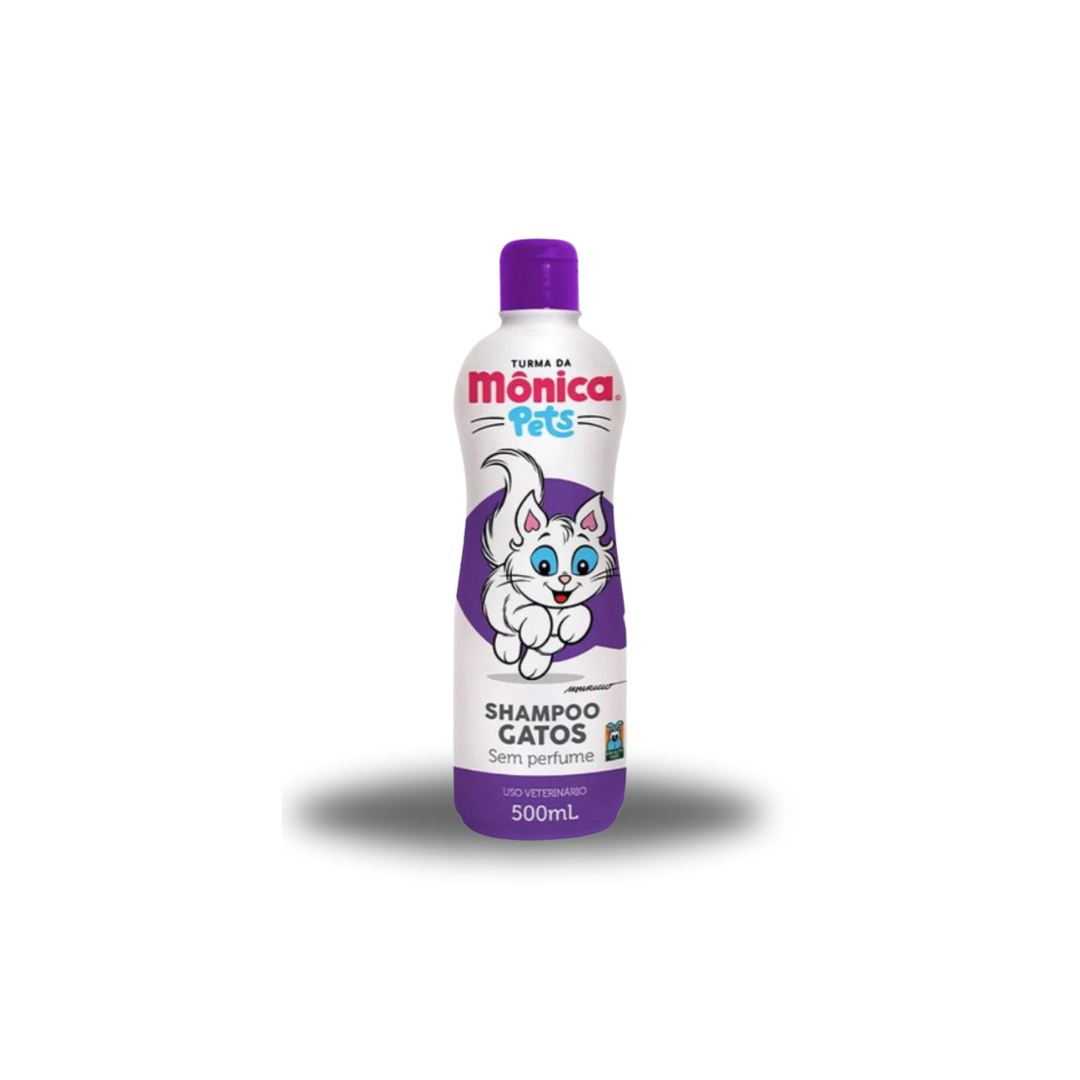 TURMA DA
Mônica
Pets
SHAMPOO
GATOS
Sem perfume
USO VETERINÁRIO
500mL